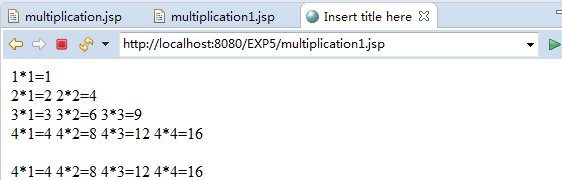 multiplication.jsp multiplication1.jsp Insert title here
http://localhost:8080/EXP5/multiplication1.jsp
1*1=1
2*1=2 2*2=4
3*1=3 3*2=6 3*3=9
4*1=4 4*2=8 4*3=12 4*4=16
4*1=4 4*2=8 4*3=12 4*4=16